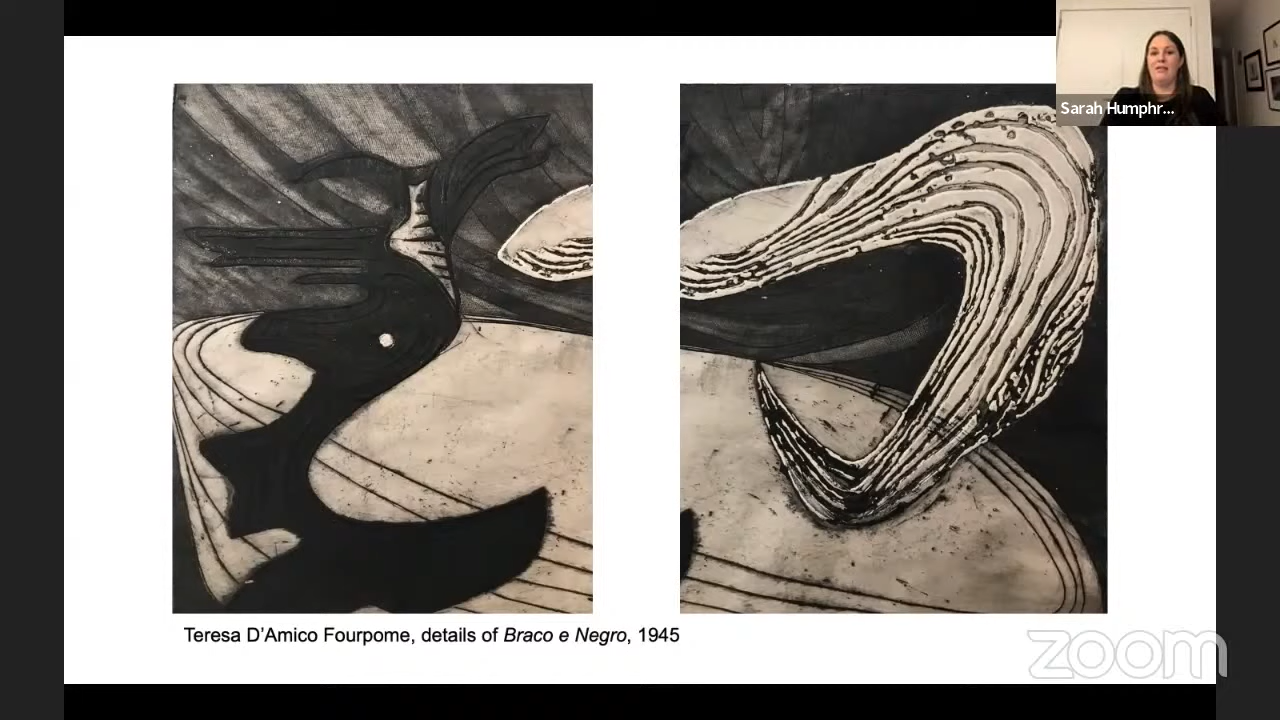 Sarah Humphr...
Teresa D'Amico Fourpome, details of Braco e Negro, 1945
zoom